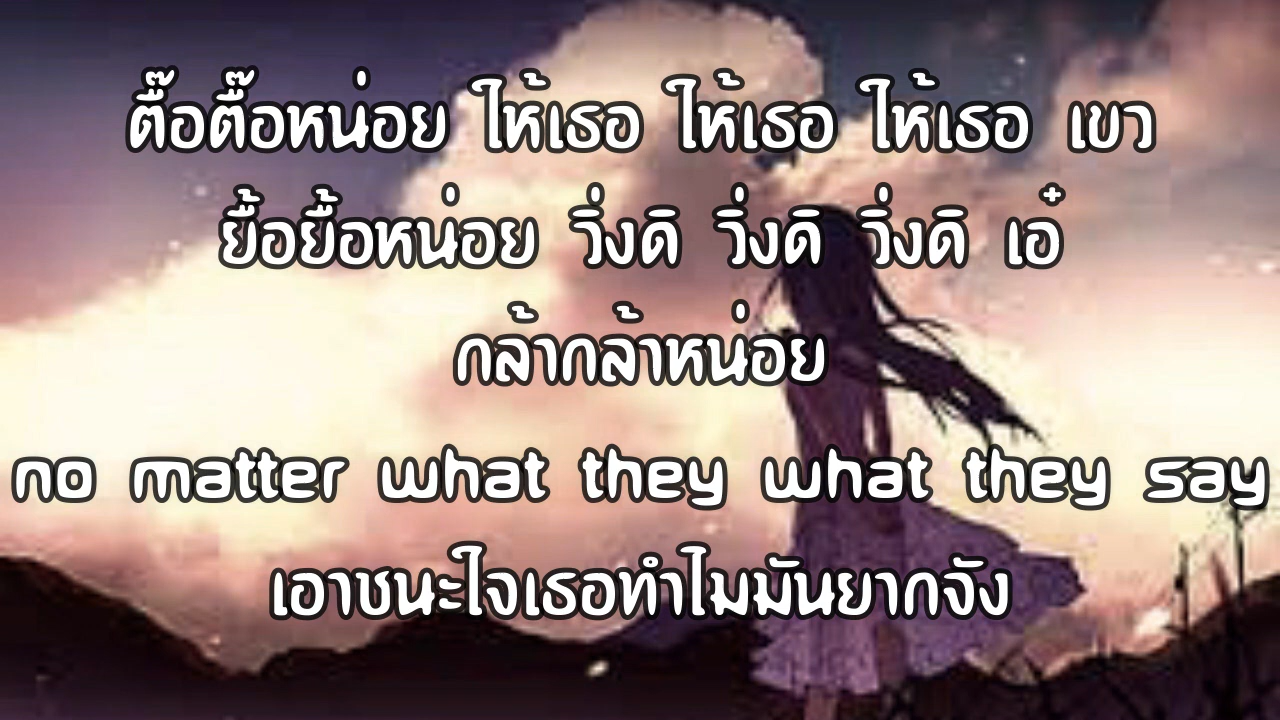 ตื๊อตื๊อหน่อย ให้เธอ ให้เธอ ให้เธอ เขว
ยื้อยื้อหน่อย วิ่งดิ วิ่งดิ วิ่งดิ เอ๋
กล้ากล้าหน่อย
no matter what they what they say
เอาชนะใจเธอทำไมมันยากจัง